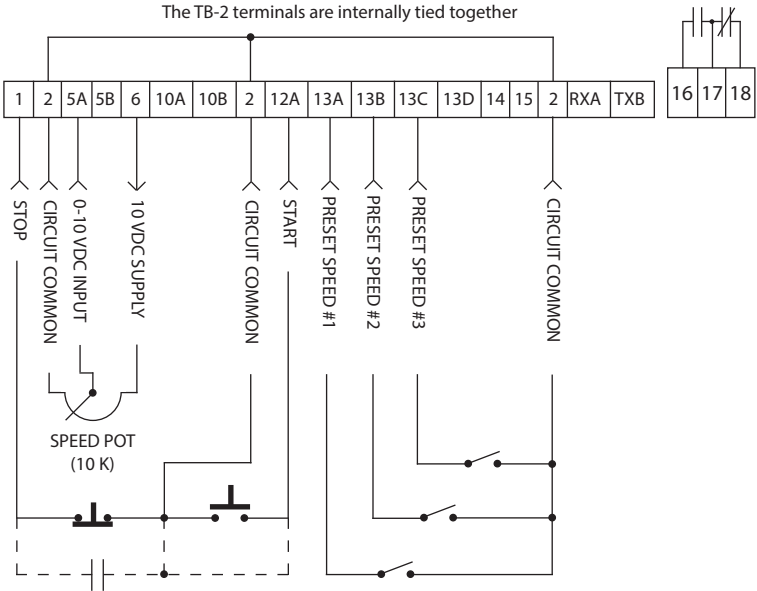 The TB-2 terminals are internally tied together
1 2 5A 5B 6 10A 10B 2 12A 13A 13B 13C 13D 14 15 2 RXA TXB
16 17 18
STOP
CIRCUIT COMMON
0-10 VDC INPUT
10 VDC SUPPLY
CIRCUIT COMMON
START
PRESET SPEED #1
PRESET SPEED #2
PRESET SPEED #3
CIRCUIT COMMON
SPEED POT
(10 K)